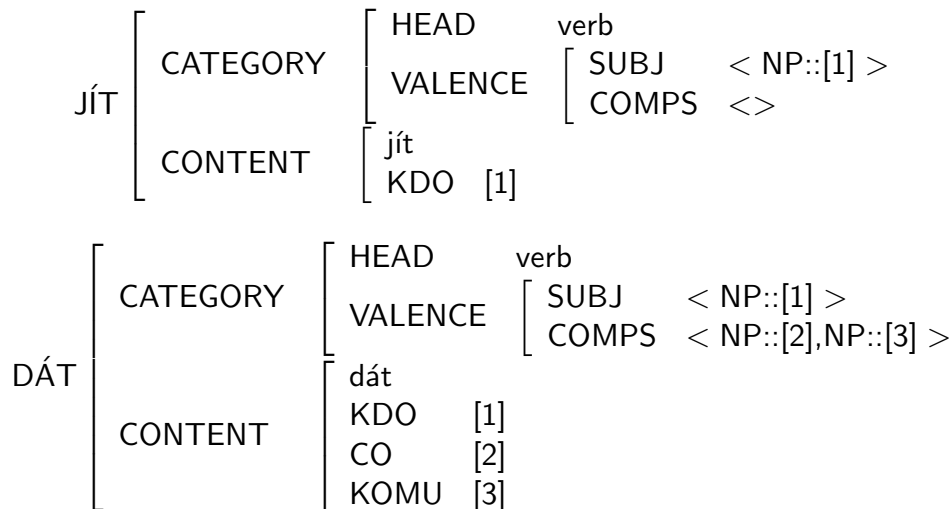 HEAD verb
CATEGORY VALENCE SUBJ < NP::[1] >
COMPS <>
JÍT
CONTENT jít
KDO [1]
HEAD verb
CATEGORY VALENCE SUBJ < NP::[1] >
COMPS < NP::[2],NP::[3] >
DÁT
dát
KDO [1]
CONTENT CO [2]
KOMU [3]